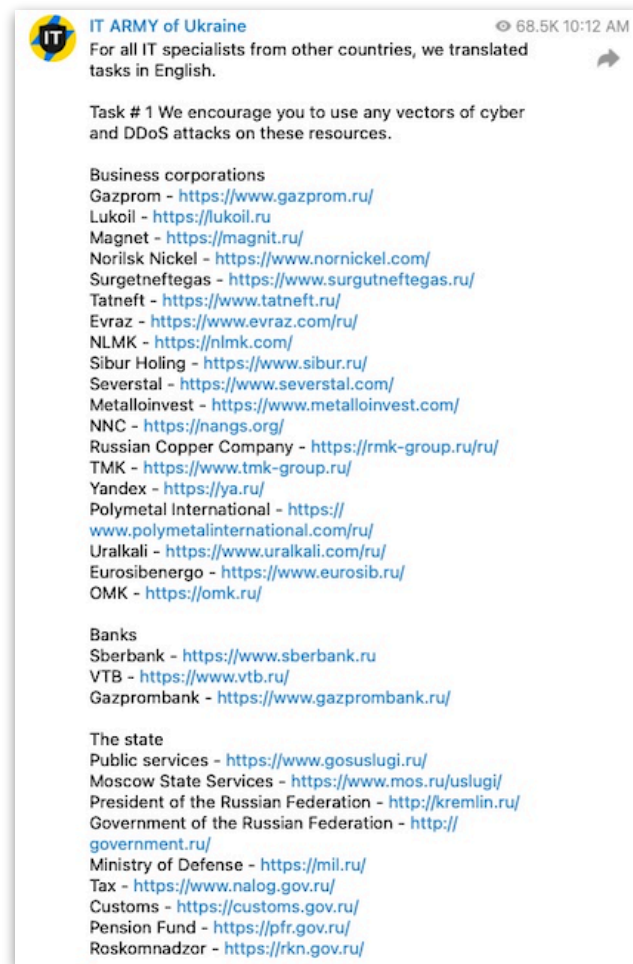 IT ARMY of Ukraine
68.5K 10:12 AM
IT
For all IT specialists from other countries, we translated
tasks in English.
Task # 1 We encourage you to use any vectors of cyber
and DDoS attacks on these resources.
Business corporations
Gazprom - https://www.gazprom.ru/
Lukoil - https://lukoil.ru
Magnet - https://magnit.ru/
Norilsk Nickel - https://www.nornickel.com/
Surgetneftegas - https://www.surgutneftegas.ru/
Tatneft - https://www.tatneft.ru/
Evraz - https://www.evraz.com/ru/
NLMK - https://nlmk.com/
Sibur Holing - https://www.sibur.ru/
Severstal - https://www.severstal.com/
Metalloinvest - https://www.metalloinvest.com/
NNC - https://nangs.org/
Russian Copper Company - https://rmk-group.ru/ru/
TMK - https://www.tmk-group.ru/
Yandex - https://ya.ru/
Polymetal International - https://
www.polymetalinternational.com/ru/
Uralkali - https://www.uralkali.com/ru/
Eurosibenergo - https://www.eurosib.ru/
OMK - https://omk.ru/
Banks
Sberbank - https://www.sberbank.ru
VTB - https://www.vtb.ru/
Gazprombank - https://www.gazprombank.ru/
The state
Public services - https://www.gosuslugi.ru/
Moscow State Services - https://www.mos.ru/uslugi/
President of the Russian Federation - http://kremlin.ru/
Government of the Russian Federation - http://
government.ru/
Ministry of Defense - https://mil.ru/
Tax - https://www.nalog.gov.ru/
Customs - https://customs.gov.ru/
Pension Fund - https://pfr.gov.ru/
Roskomnadzor - https://rkn.gov.ru/